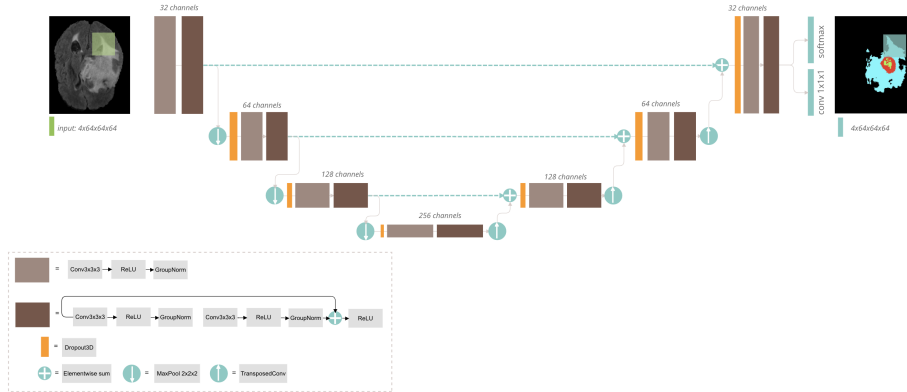 32 channels
32 channels
softmax
conv 1x1x1
input: 4x64x64x64
4x64x64x64
64 channels
64 channels
128 channels
128 channels
256 channels
= Conv3x3x3 ReLU GroupNorm
= Conv3x3x3 ReLU GroupNorm Conv3x3x3 ReLU GroupNorm ReLU
= Dropout3D
= Elementwise sum = MaxPool 2x2x2 = TransposedConv